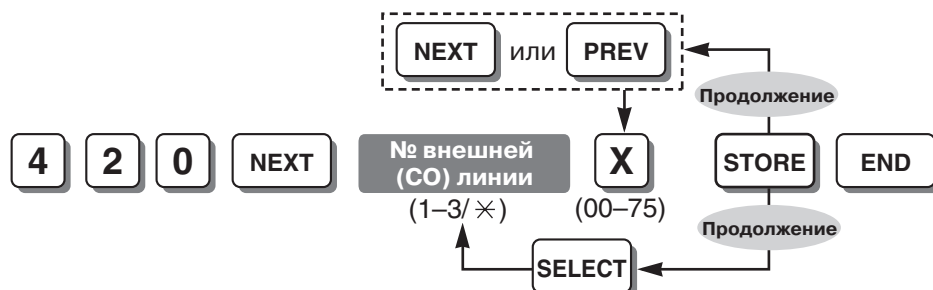 NEXT или PREV
Продолжение
4 2 0 NEXT № внешней (CO) линии X STORE END
(1–3/✳) (00–75)
Продолжение
SELECT